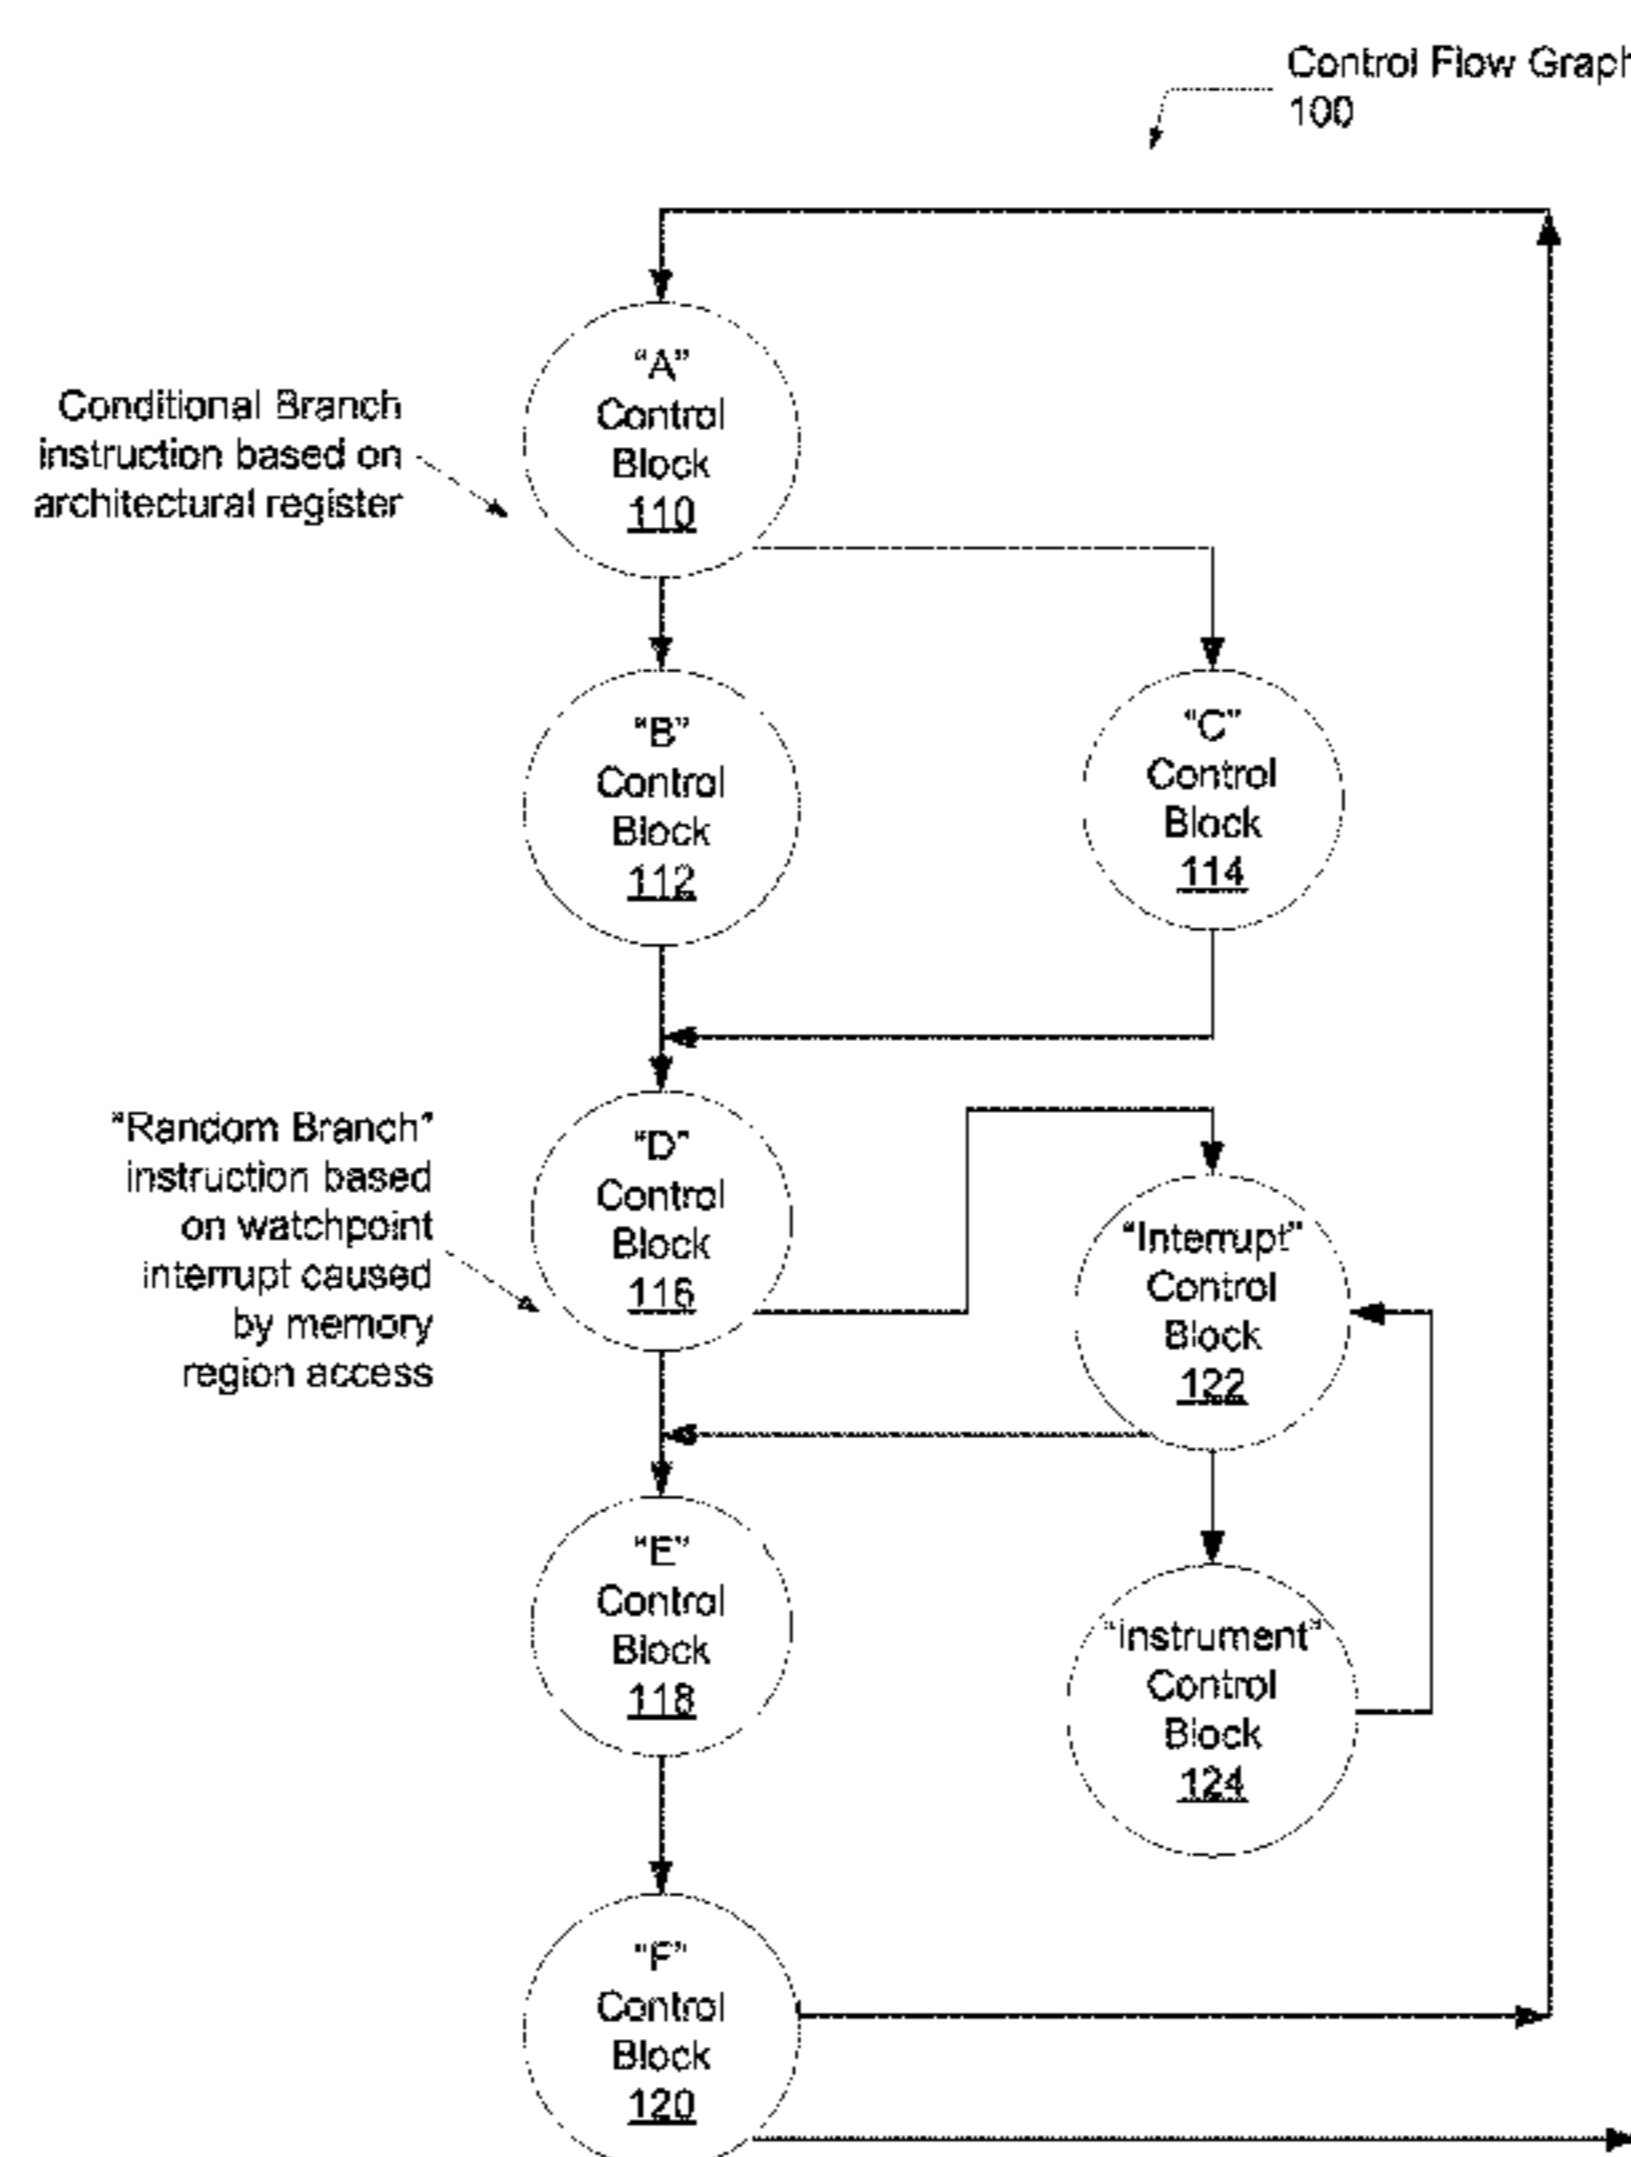 Control Flow Graph
100
"A"
Control
Block
110
Conditional Branch
instruction based on
architectural register
"B"
Control
Block
112
"C"
Control
Block
114
"Random Branch"
instruction based
on watchpoint
interrupt caused
by memory
region access
"D"
Control
Block
116
"Interrupt"
Control
Block
122
"E"
Control
Block
118
"Instrument"
Control
Block
124
"F"
Control
Block
120